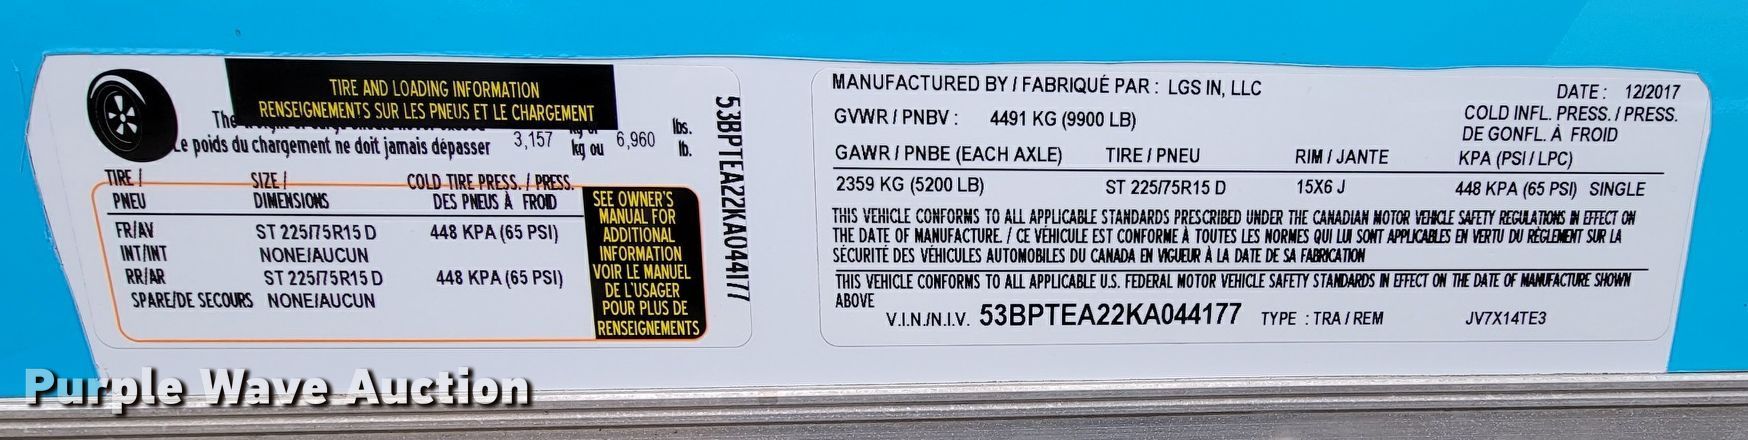 TIRE AND LOADING INFORMATION
RENSEIGNEMENTS SUR LES PNEUS ET LE CHARGEMENT
The
Le poids du chargement ne doit jamais dépasser 3,157 kg ou 6,960 lbs. lb.
TIRE / PNEU SIZE / DIMENSIONS COLD TIRE PRESS. / PRESS. DES PNEUS À FROID
FR/AV ST 225/75R15 D 448 KPA (65 PSI)
INT/INT NONE/AUCUN
RR/AR ST 225/75R15 D 448 KPA (65 PSI)
SPARE/DE SECOURS NONE/AUCUN
SEE OWNER'S
MANUAL FOR
ADDITIONAL
INFORMATION
VOIR LE MANUEL
DE L'USAGER
POUR PLUS DE
RENSEIGNEMENTS
53BPTEA22KA044177
MANUFACTURED BY / FABRIQUÉ PAR : LGS IN, LLC
DATE : 12/2017
GVWR / PNBV : 4491 KG (9900 LB)
COLD INFL. PRESS. / PRESS.
DE GONFL. À FROID
GAWR / PNBE (EACH AXLE) TIRE / PNEU RIM / JANTE KPA (PSI / LPC)
2359 KG (5200 LB) ST 225/75R15 D 15X6 J 448 KPA (65 PSI) SINGLE
THIS VEHICLE CONFORMS TO ALL APPLICABLE STANDARDS PRESCRIBED UNDER THE CANADIAN MOTOR VEHICLE SAFETY REGULATIONS IN EFFECT ON
THE DATE OF MANUFACTURE. / CE VÉHICULE EST CONFORME À TOUTES LES NORMES QUI LUI SONT APPLICABLES EN VERTU DU RÈGLEMENT SUR LA
SÉCURITÉ DES VÉHICULES AUTOMOBILES DU CANADA EN VIGUEUR À LA DATE DE SA FABRICATION
THIS VEHICLE CONFORMS TO ALL APPLICABLE U.S. FEDERAL MOTOR VEHICLE SAFETY STANDARDS IN EFFECT ON THE DATE OF MANUFACTURE SHOWN
ABOVE
V.I.N./N.I.V. 53BPTEA22KA044177 TYPE : TRA / REM JV7X14TE3
Purple Wave Auction